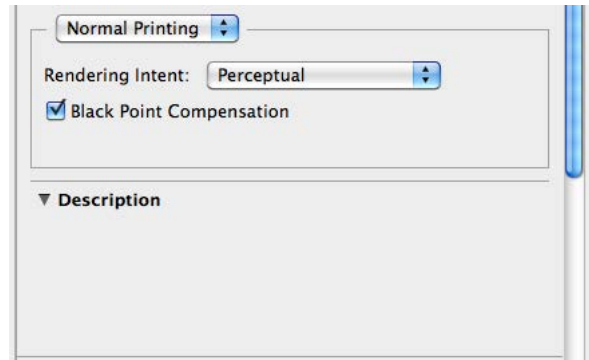 Normal Printing
Rendering Intent: Perceptual
Black Point Compensation
Description